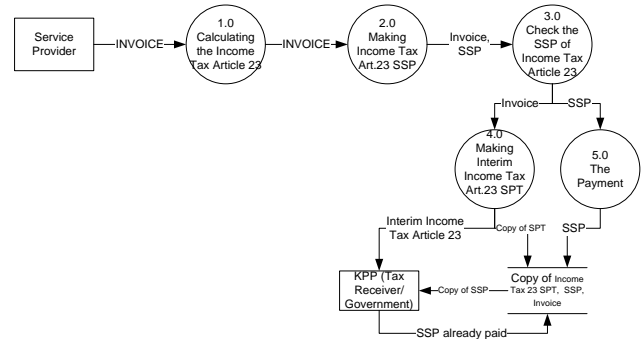 Service
Provider
INVOICE
1.0
Calculating
the Income
Tax Article 23
INVOICE
2.0
Making
Income Tax
Art.23 SSP
Invoice,
SSP
3.0
Check the
SSP of
Income Tax
Article 23
Invoice
SSP
4.0
Making
Interim
Income Tax
Art.23 SPT
5.0
The
Payment
Interim Income
Tax Article 23
Copy of SPT
SSP
KPP (Tax
Receiver/
Government)
Copy of SSP
Copy of Income
Tax 23 SPT, SSP,
Invoice
SSP already paid